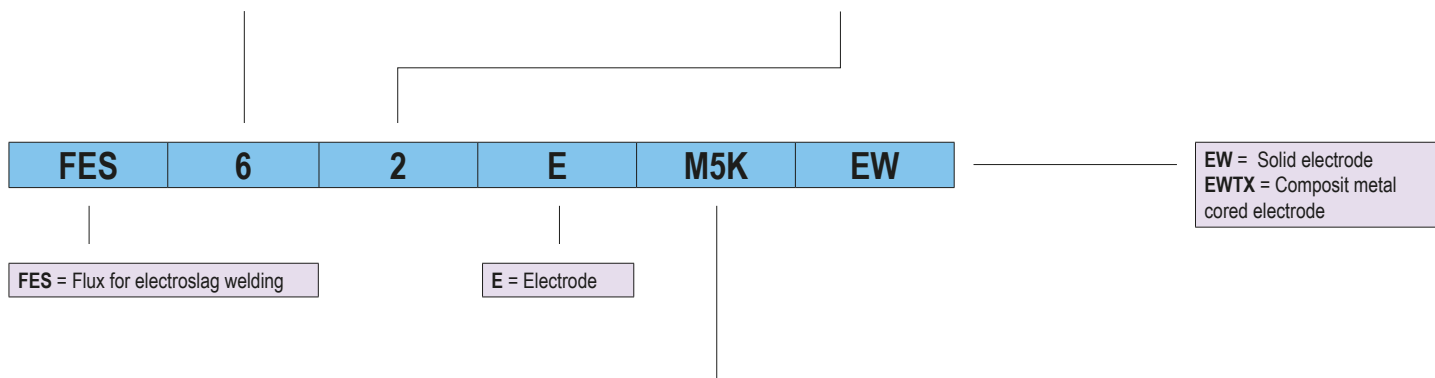 FES 6 2 E M5K EW
EW = Solid electrode
EWTX = Composit metal
cored electrode
FES = Flux for electroslag welding
E = Electrode